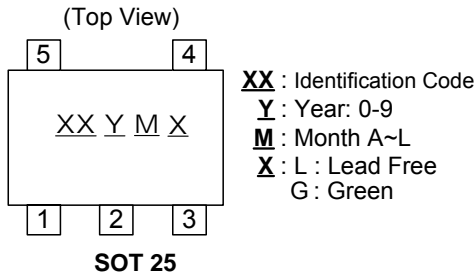 (Top View)
5 4
XX Y M X
1 2 3
SOT 25
XX : Identification Code
Y : Year: 0-9
M : Month A~L
X : L : Lead Free
G : Green